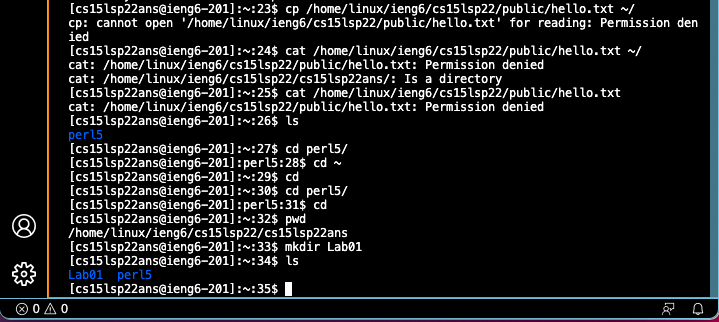 [cs15lsp22ans@ieng6-201]:~:23$ cp /home/linux/ieng6/cs15lsp22/public/hello.txt ~/
cp: cannot open '/home/linux/ieng6/cs15lsp22/public/hello.txt' for reading: Permission den
ied
[cs15lsp22ans@ieng6-201]:~:24$ cat /home/linux/ieng6/cs15lsp22/public/hello.txt ~/
cat: /home/linux/ieng6/cs15lsp22/public/hello.txt: Permission denied
cat: /home/linux/ieng6/cs15lsp22/cs15lsp22ans/: Is a directory
[cs15lsp22ans@ieng6-201]:~:25$ cat /home/linux/ieng6/cs15lsp22/public/hello.txt
cat: /home/linux/ieng6/cs15lsp22/public/hello.txt: Permission denied
[cs15lsp22ans@ieng6-201]:~:26$ ls
perl5
[cs15lsp22ans@ieng6-201]:~:27$ cd perl5/
[cs15lsp22ans@ieng6-201]:perl5:28$ cd ~
[cs15lsp22ans@ieng6-201]:~:29$ cd
[cs15lsp22ans@ieng6-201]:~:30$ cd perl5/
[cs15lsp22ans@ieng6-201]:perl5:31$ cd
[cs15lsp22ans@ieng6-201]:~:32$ pwd
/home/linux/ieng6/cs15lsp22/cs15lsp22ans
[cs15lsp22ans@ieng6-201]:~:33$ mkdir Lab01
[cs15lsp22ans@ieng6-201]:~:34$ ls
Lab01  perl5
[cs15lsp22ans@ieng6-201]:~:35$
0 0